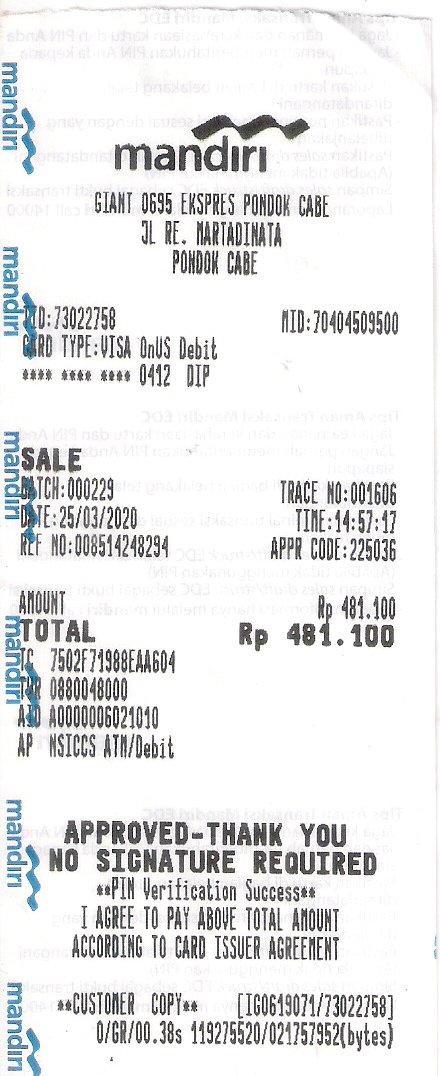 mandiri
GIANT 0695 EKSPRES PONDOK CABE
JL RE. MARTADINATA
PONDOK CABE
TID:73022758 MID:70404509500
CARD TYPE:VISA OnUS Debit
**** **** **** 0412 DIP
SALE
BATCH:000229 TRACE NO:001606
DATE:25/03/2020 TIME:14:57:17
REF NO:008514248294 APPR CODE:225036
AMOUNT Rp 481.100
TOTAL Rp 481.100
TC 7502F71988EAA604
TVR 0880048000
AID A0000006021010
AP NSICCS ATM/Debit
APPROVED-THANK YOU
NO SIGNATURE REQUIRED
**PIN Verification Success**
I AGREE TO PAY ABOVE TOTAL AMOUNT
ACCORDING TO CARD ISSUER AGREEMENT
**CUSTOMER COPY** [IG0619071/73022758]
0/GR/00.38s 119275520/021757952(bytes)
mandiri
mandiri
mandiri
mandiri
mandiri
mandiri